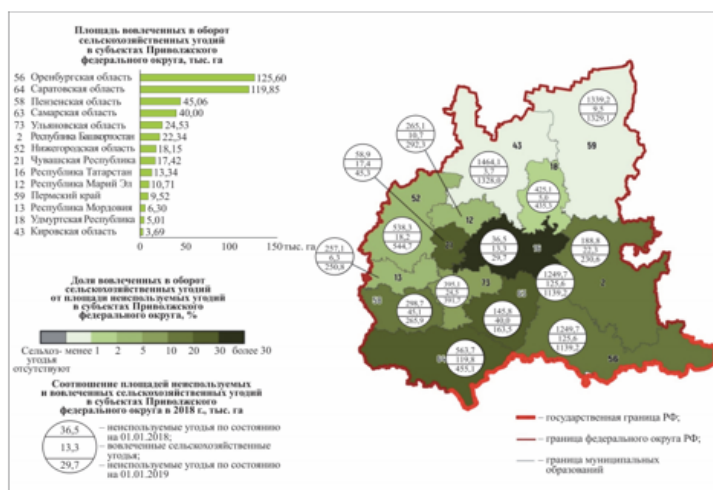 Площадь вовлеченных в оборот
сельскохозяйственных угодий
в субъектах Приволжского
федерального округа, тыс. га
56 Оренбургская область 125,60
64 Саратовская область 119,85
58 Пензенская область 45,06
63 Самарская область 40,00
73 Ульяновская область 24,53
2 Республика Башкортостан 22,34
52 Нижегородская область 18,15
21 Чувашская Республика 17,42
16 Республика Татарстан 13,34
12 Республика Марий Эл 10,71
59 Пермский край 9,52
13 Республика Мордовия 6,30
18 Удмуртская Республика 5,01
43 Кировская область 3,69
0 50 100 150 тыс. га
Доля вовлеченных в оборот
сельскохозяйственных угодий
от площади неиспользуемых угодий
в субъектах Приволжского
федерального округа, %
Сельхоз- менее 1 2 5 10 20 30 более 30
угодья
отсутствуют
Соотношение площадей неиспользуемых
и вовлеченных сельскохозяйственных угодий
в субъектах Приволжского
федерального округа в 2018 г., тыс. га
36,5 – неиспользуемые угодья по состоянию
на 01.01.2018;
13,3 – вовлеченные сельскохозяйственные
угодья;
29,7 – неиспользуемые угодья по состоянию
на 01.01.2019
1339,2
9,5
1329,1
59
265,1
10,7
292,3
1464,1
3,7
1328,0
43
18
58,9
17,4
45,3
425,1
52
12
538,3
18,2
544,7
36,5
13,3
29,7
16
188,8
22,3
230,6
2
257,1
6,3
250,8
13
73
1249,7
125,6
1139,2
58
298,7
45,1
265,9
145,8
40,0
163,5
1249,7
125,6
1139,2
56
563,7
119,8
455,1
– государственная граница РФ;
– граница федерального округа РФ;
– граница муниципальных
образований